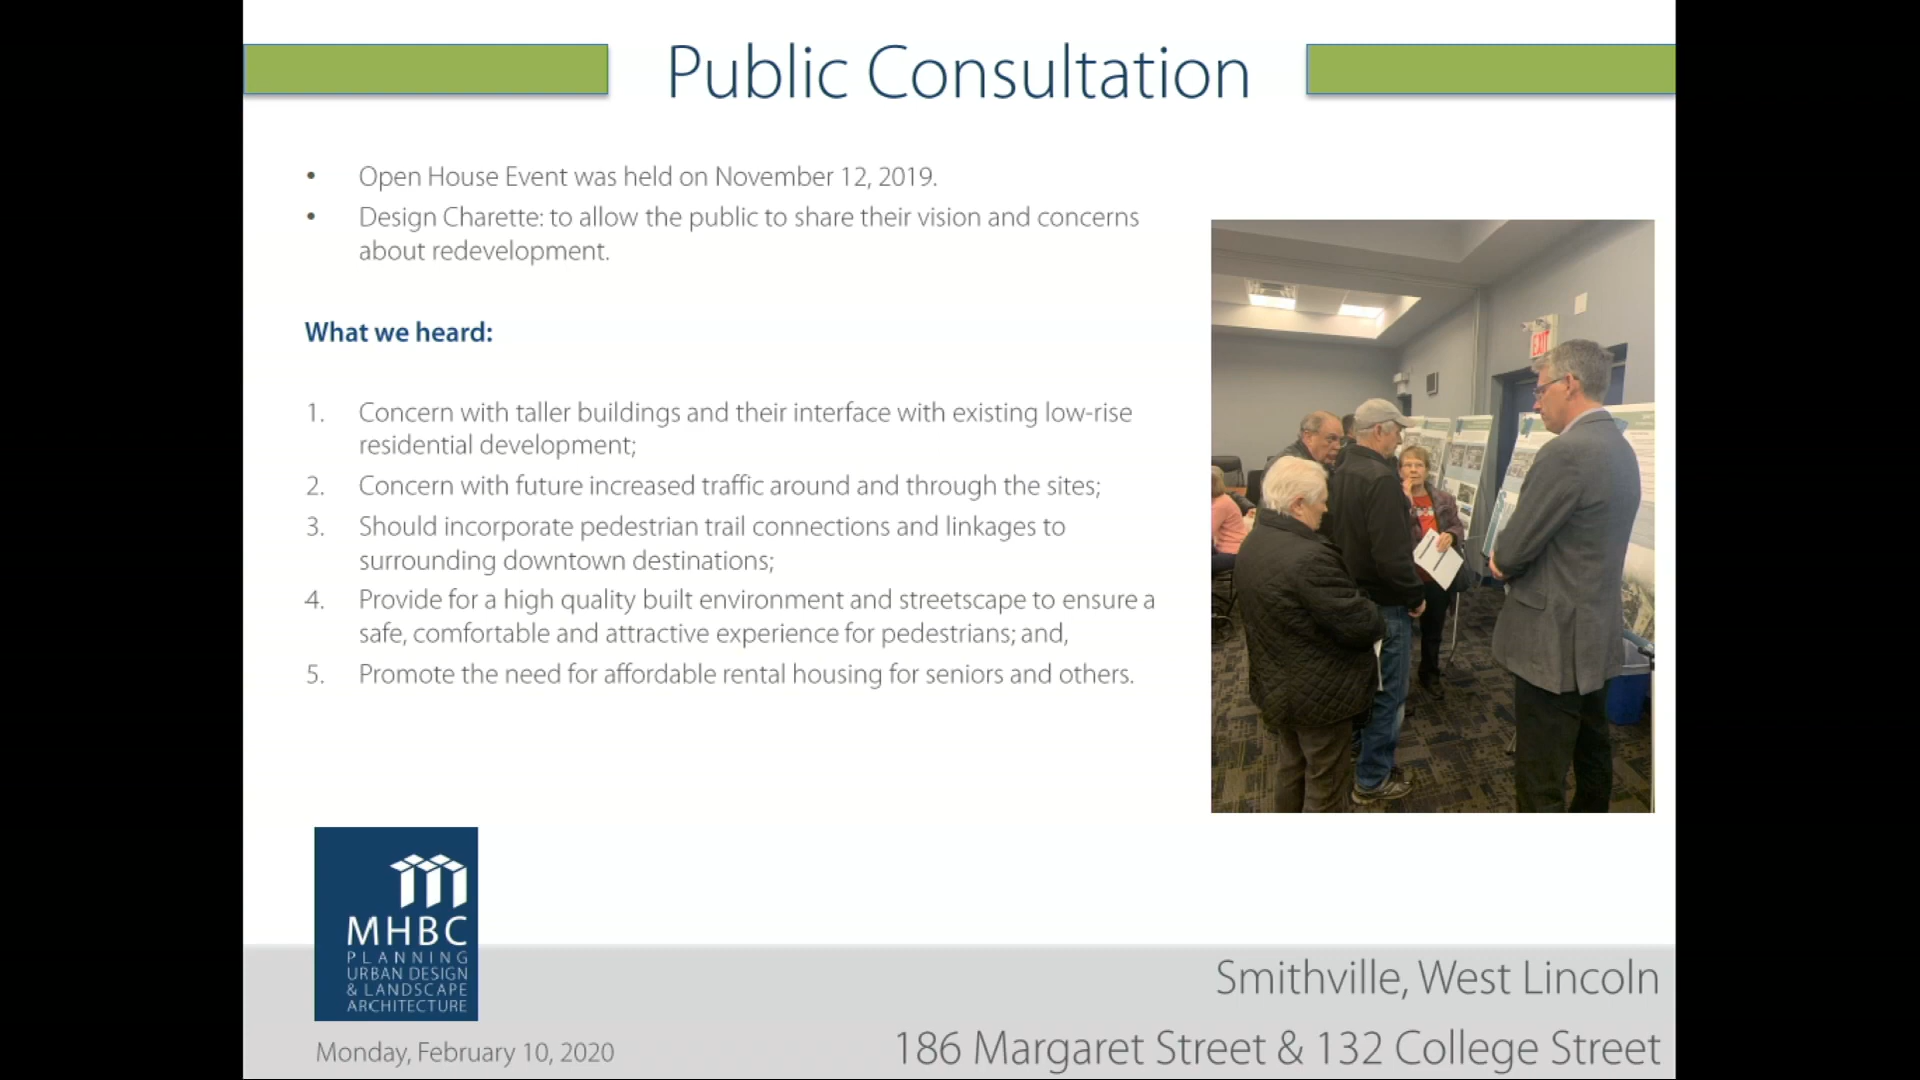 Public Consultation
• Open House Event was held on November 12, 2019.
• Design Charette: to allow the public to share their vision and concerns
about redevelopment.
What we heard:
1. Concern with taller buildings and their interface with existing low-rise
residential development;
2. Concern with future increased traffic around and through the sites;
3. Should incorporate pedestrian trail connections and linkages to
surrounding downtown destinations;
4. Provide for a high quality built environment and streetscape to ensure a
safe, comfortable and attractive experience for pedestrians; and,
5. Promote the need for affordable rental housing for seniors and others.
EXIT
MHBC
PLANNING
URBAN DESIGN
& LANDSCAPE
ARCHITECTURE
Smithville, West Lincoln
Monday, February 10, 2020
186 Margaret Street & 132 College Street